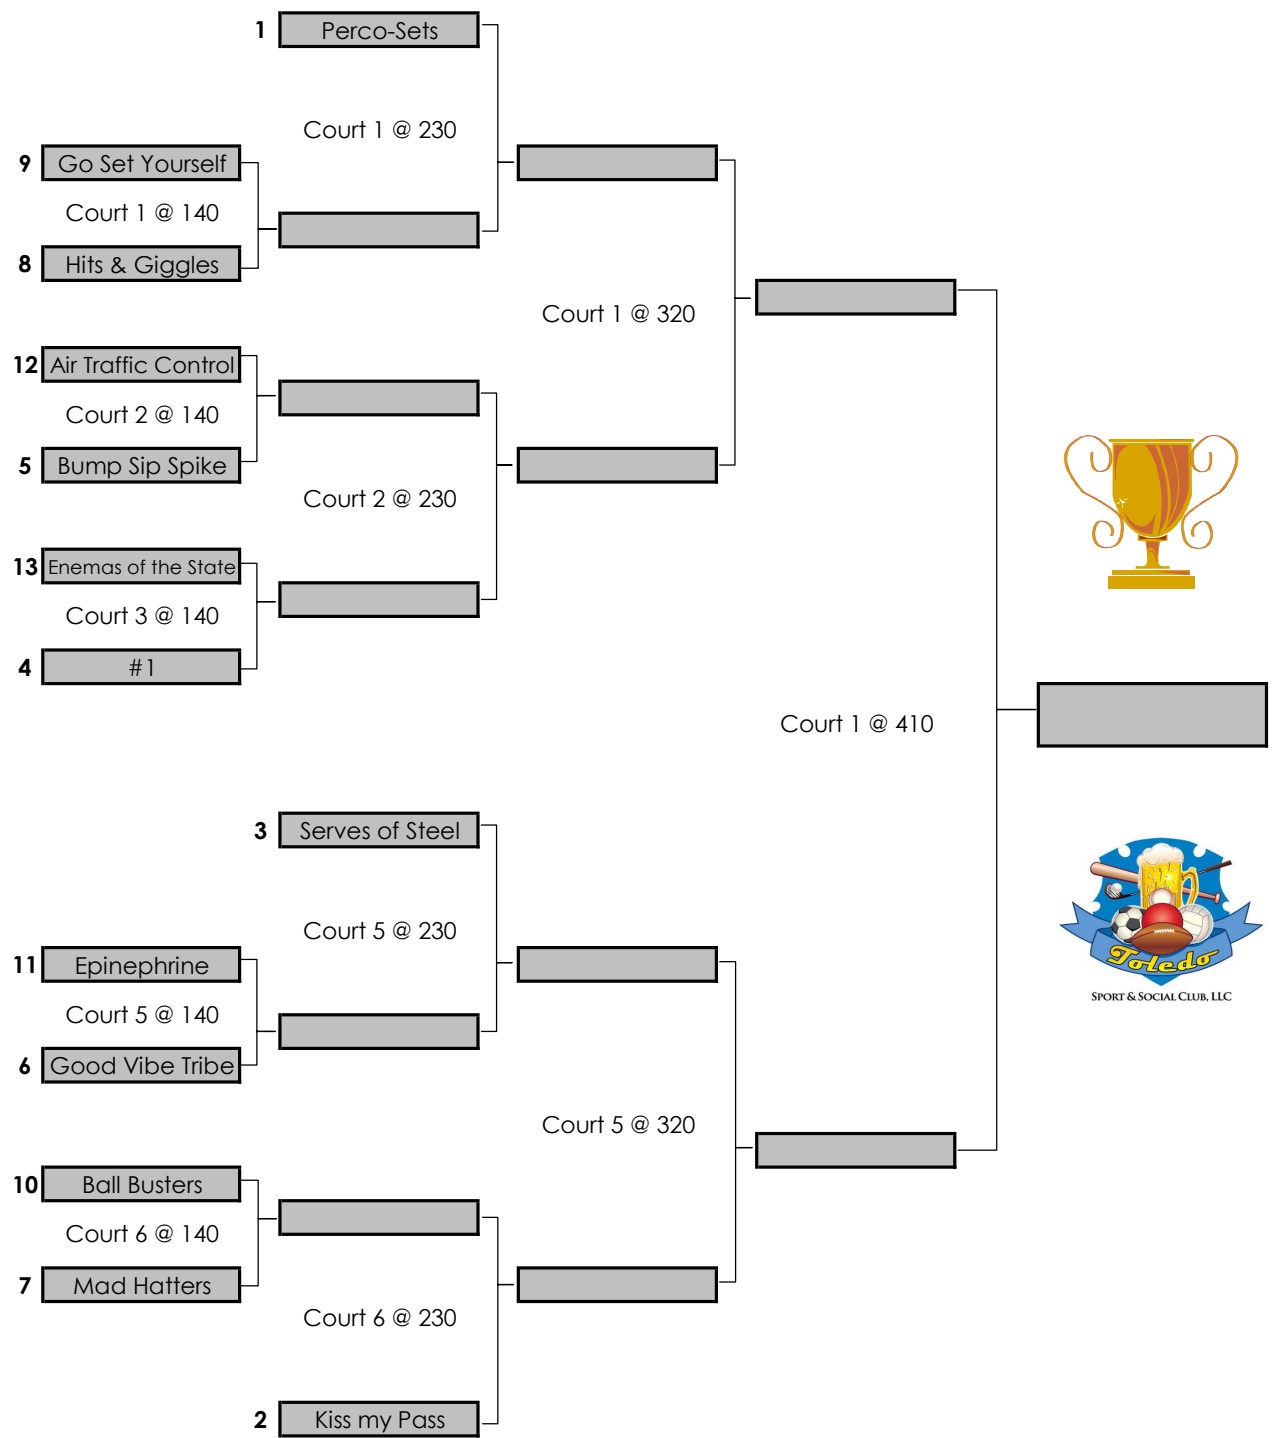 1 Perco-Sets
Court 1 @ 230
9 Go Set Yourself
Court 1 @ 140
8 Hits & Giggles
Court 1 @ 320
12 Air Traffic Control
Court 2 @ 140
5 Bump Sip Spike
Court 2 @ 230
13 Enemas of the State
Court 3 @ 140
4 #1
Court 1 @ 410
3 Serves of Steel
Court 5 @ 230
11 Epinephrine
Court 5 @ 140
6 Good Vibe Tribe
Court 5 @ 320
10 Ball Busters
Court 6 @ 140
7 Mad Hatters
Court 6 @ 230
2 Kiss my Pass
Toledo
SPORT & SOCIAL CLUB, LLC